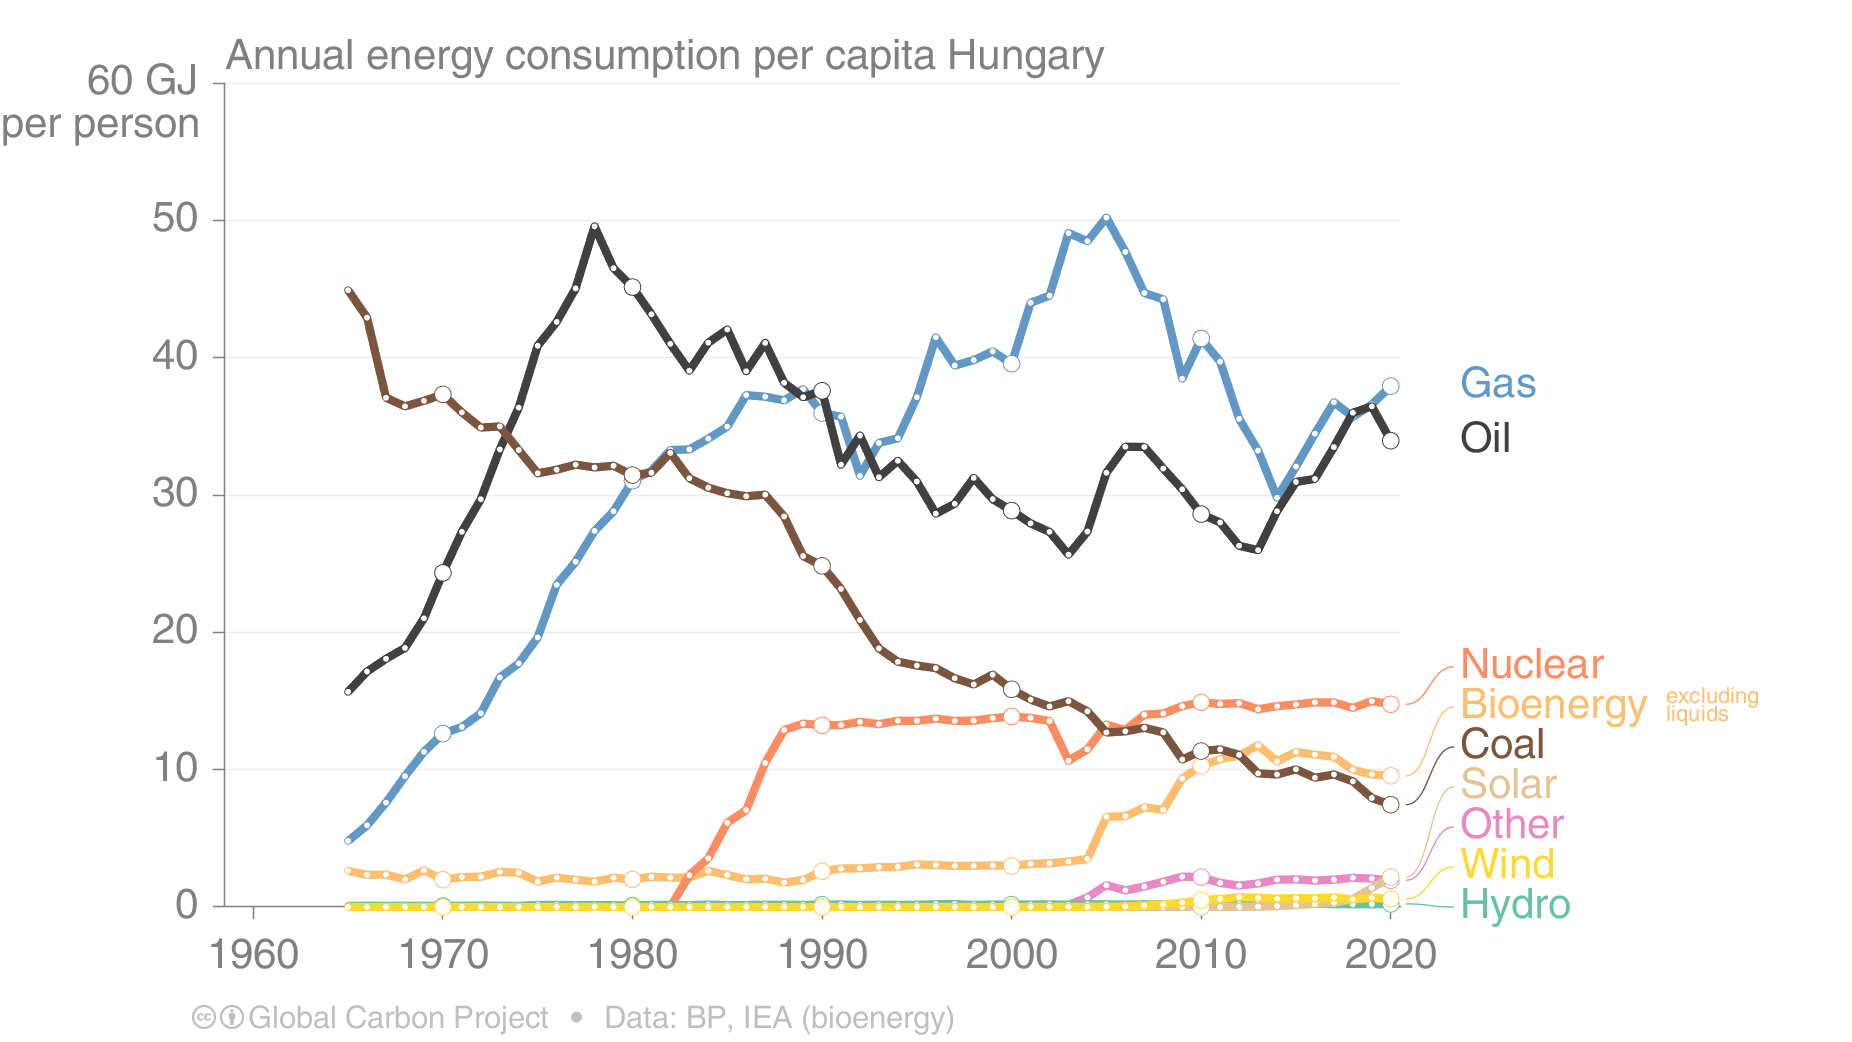 Annual energy consumption per capita Hungary
60 GJ
per person
50
40
30
20
10
0
1960 1970 1980 1990 2000 2010 2020
Gas
Oil
Nuclear
Bioenergy excluding
liquids
Coal
Solar
Other
Wind
Hydro
cc Global Carbon Project • Data: BP, IEA (bioenergy)